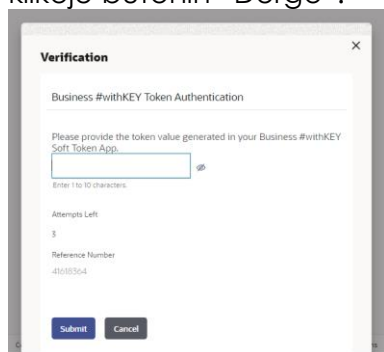 klikoje butonin "Dërgo".
Verification
Business #withKEY Token Authentication
Please provide the token value generated in your Business #withKEY
Soft Token App.
Enter 1 to 10 characters.
Attempts Left
3
Reference Number
41618364
Submit Cancel